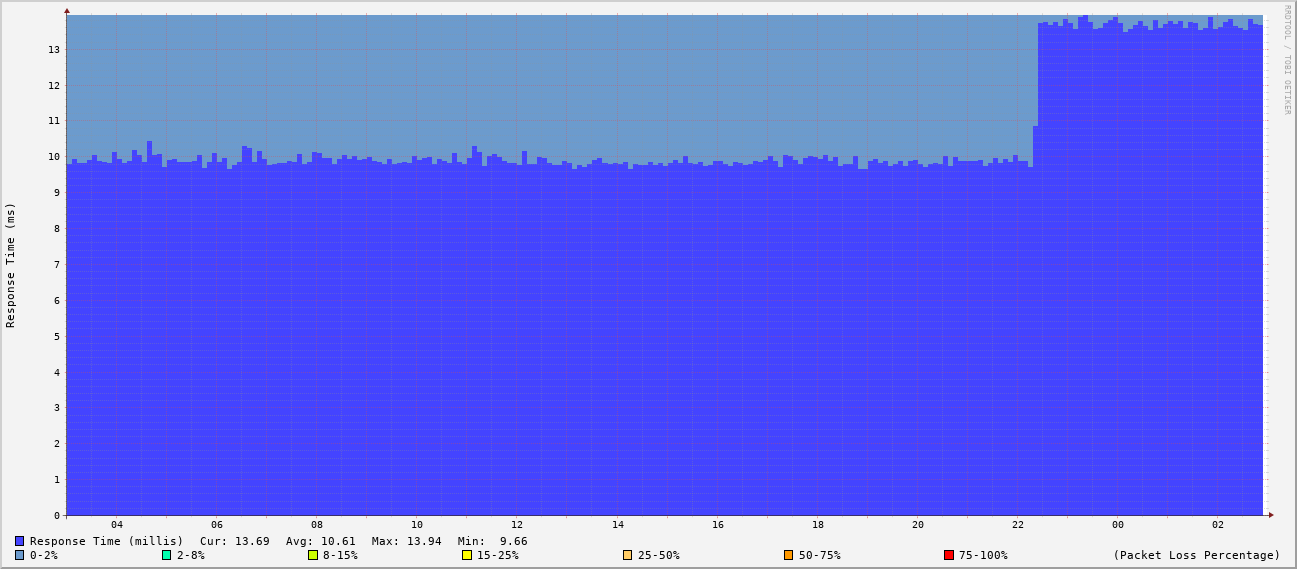 RRDTOOL / TOBI OETIKER
Response Time (ms)
13
12
11
10
9
8
7
6
5
4
3
2
1
0
04 06 08 10 12 14 16 18 20 22 00 02
Response Time (millis) Cur: 13.69 Avg: 10.61 Max: 13.94 Min: 9.66
0-2% 2-8% 8-15% 15-25% 25-50% 50-75% 75-100% (Packet Loss Percentage)